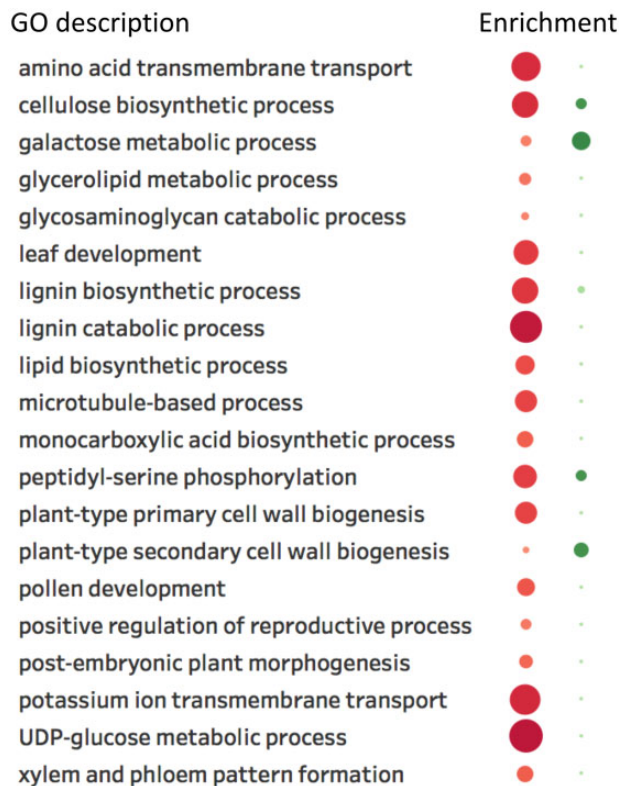 GO description Enrichment
amino acid transmembrane transport
cellulose biosynthetic process
galactose metabolic process
glycerolipid metabolic process
glycosaminoglycan catabolic process
leaf development
lignin biosynthetic process
lignin catabolic process
lipid biosynthetic process
microtubule-based process
monocarboxylic acid biosynthetic process
peptidyl-serine phosphorylation
plant-type primary cell wall biogenesis
plant-type secondary cell wall biogenesis
pollen development
positive regulation of reproductive process
post-embryonic plant morphogenesis
potassium ion transmembrane transport
UDP-glucose metabolic process
xylem and phloem pattern formation